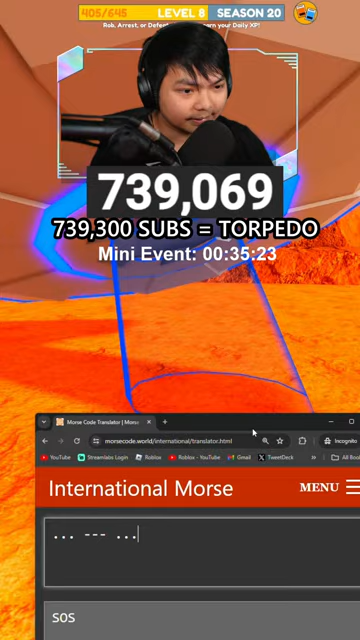 405/645 LEVEL 8 SEASON 20
Rob, Arrest, or Defeat
earn your Daily XP!
739,069
739,300 SUBS = TORPEDO
Mini Event: 00:35:23
Morse Code Translator | Morse
morsecode.world/international/translator.html
Incognito
YouTube Streamlabs Login Roblox Roblox - YouTube Gmail TweetDeck » All Boo
International Morse MENU
... --- ...
SOS